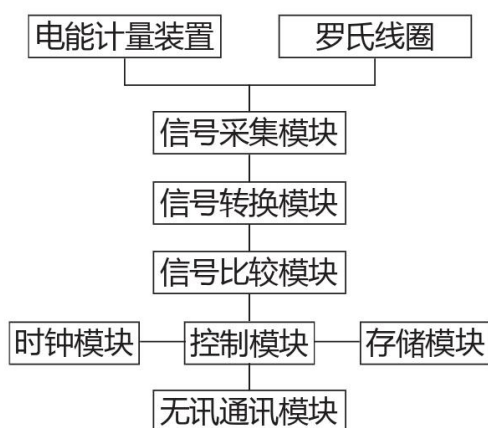 电能计量装置
罗氏线圈
信号采集模块
信号转换模块
信号比较模块
时钟模块
控制模块
存储模块
无讯通讯模块